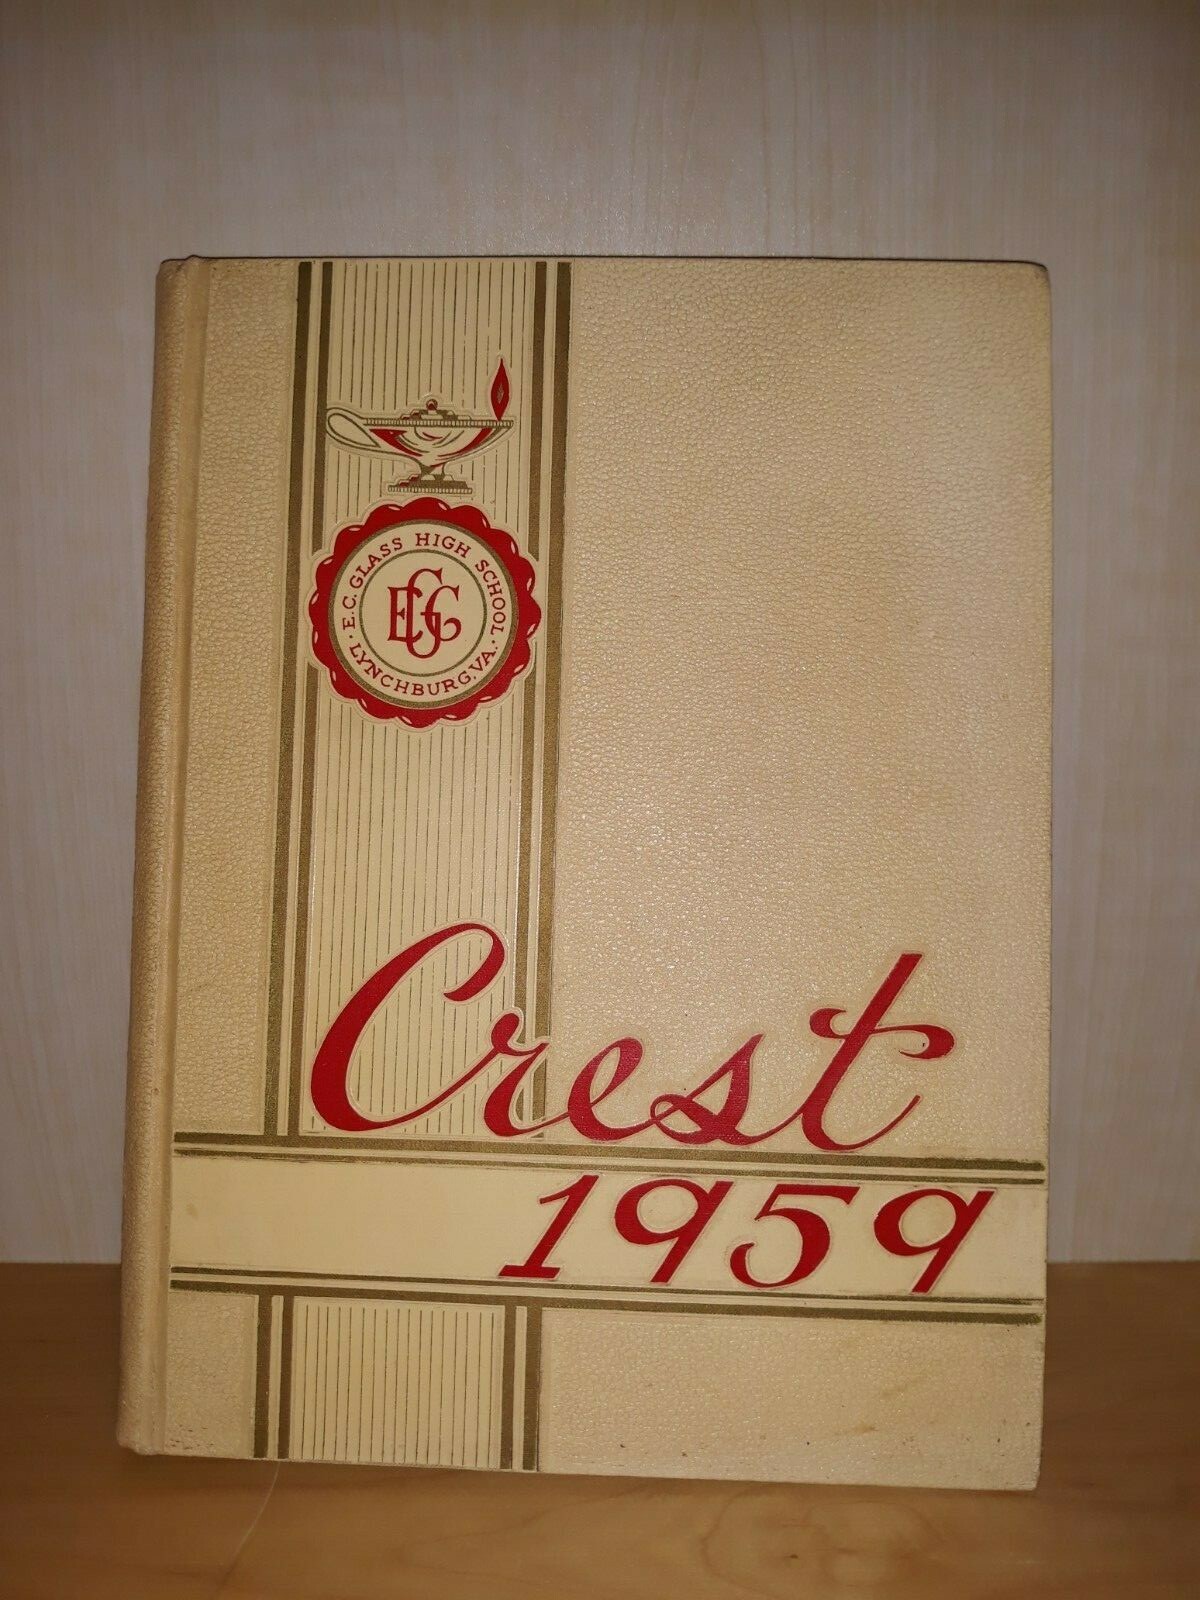 · E.C. GLASS HIGH SCHOOL ·
LYNCHBURG, VA.
ECG
Crest
1959